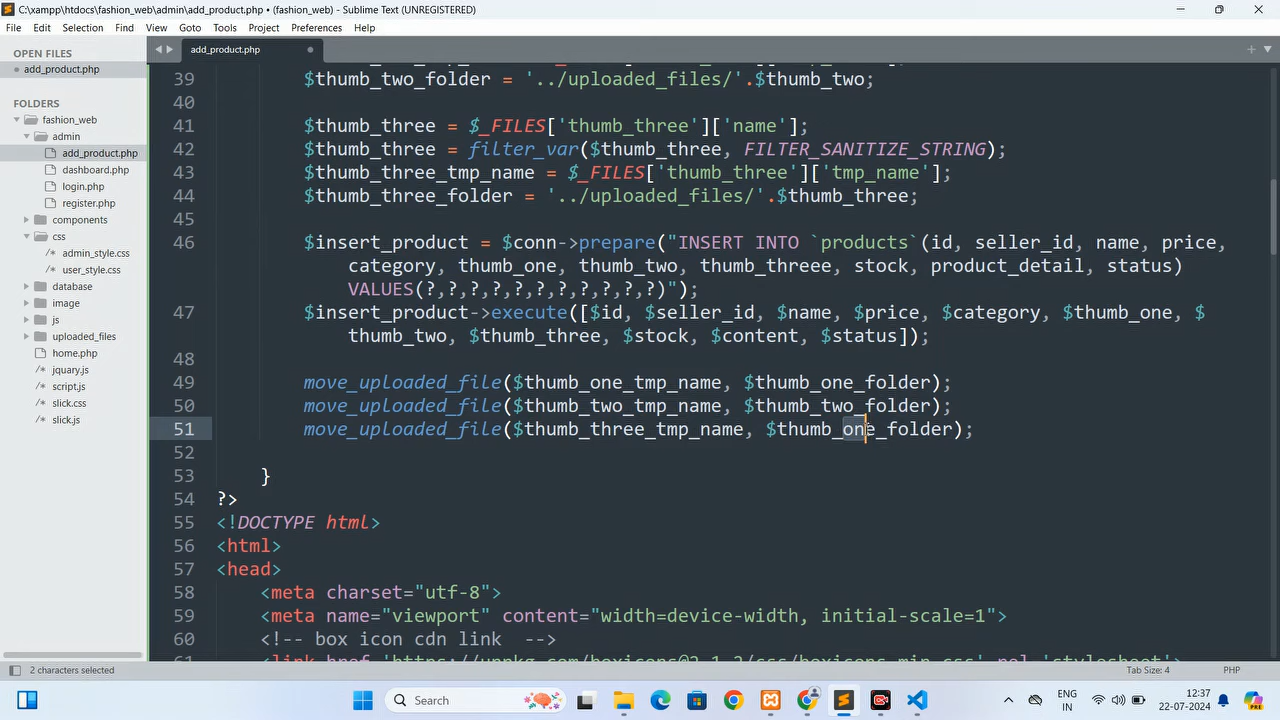 C:\xampp\htdocs\fashion_web\admin\add_product.php • (fashion_web) - Sublime Text (UNREGISTERED)
File Edit Selection Find View Goto Tools Project Preferences Help
OPEN FILES
add_product.php
FOLDERS
fashion_web
admin
add_product.php
dashboard.php
login.php
register.php
components
css
admin_style.css
user_style.css
database
image
js
uploaded_files
home.php
jquary.js
script.js
slick.css
slick.js
add_product.php
39 $thumb_two_folder = '../uploaded_files/'.$thumb_two;
40
41 $thumb_three = $_FILES['thumb_three']['name'];
42 $thumb_three = filter_var($thumb_three, FILTER_SANITIZE_STRING);
43 $thumb_three_tmp_name = $_FILES['thumb_three']['tmp_name'];
44 $thumb_three_folder = '../uploaded_files/'.$thumb_three;
45
46 $insert_product = $conn->prepare("INSERT INTO `products`(id, seller_id, name, price,
category, thumb_one, thumb_two, thumb_threee, stock, product_detail, status)
VALUES(?,?,?,?,?,?,?,?,?,?,?)");
47 $insert_product->execute([$id, $seller_id, $name, $price, $category, $thumb_one, $
thumb_two, $thumb_three, $stock, $content, $status]);
48
49 move_uploaded_file($thumb_one_tmp_name, $thumb_one_folder);
50 move_uploaded_file($thumb_two_tmp_name, $thumb_two_folder);
51 move_uploaded_file($thumb_three_tmp_name, $thumb_one_folder);
52
53 }
54 ?>
55 <!DOCTYPE html>
56 <html>
57 <head>
58 <meta charset="utf-8">
59 <meta name="viewport" content="width=device-width, initial-scale=1">
60 <!-- box icon cdn link -->
2 characters selected
Tab Size: 4
PHP
Search
ENG
IN
12:37
22-07-2024